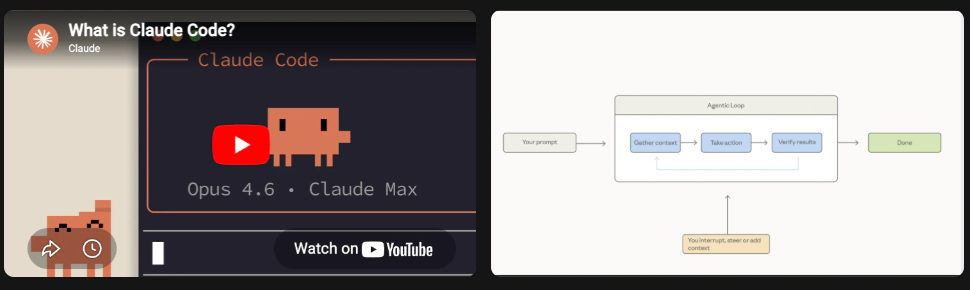 What is Claude Code?
Claude
Claude Code
Opus 4.6 • Claude Max
Watch on YouTube
Agentic Loop
Your prompt
Gather context
Take action
Verify results
Done
You interrupt, steer or add
context